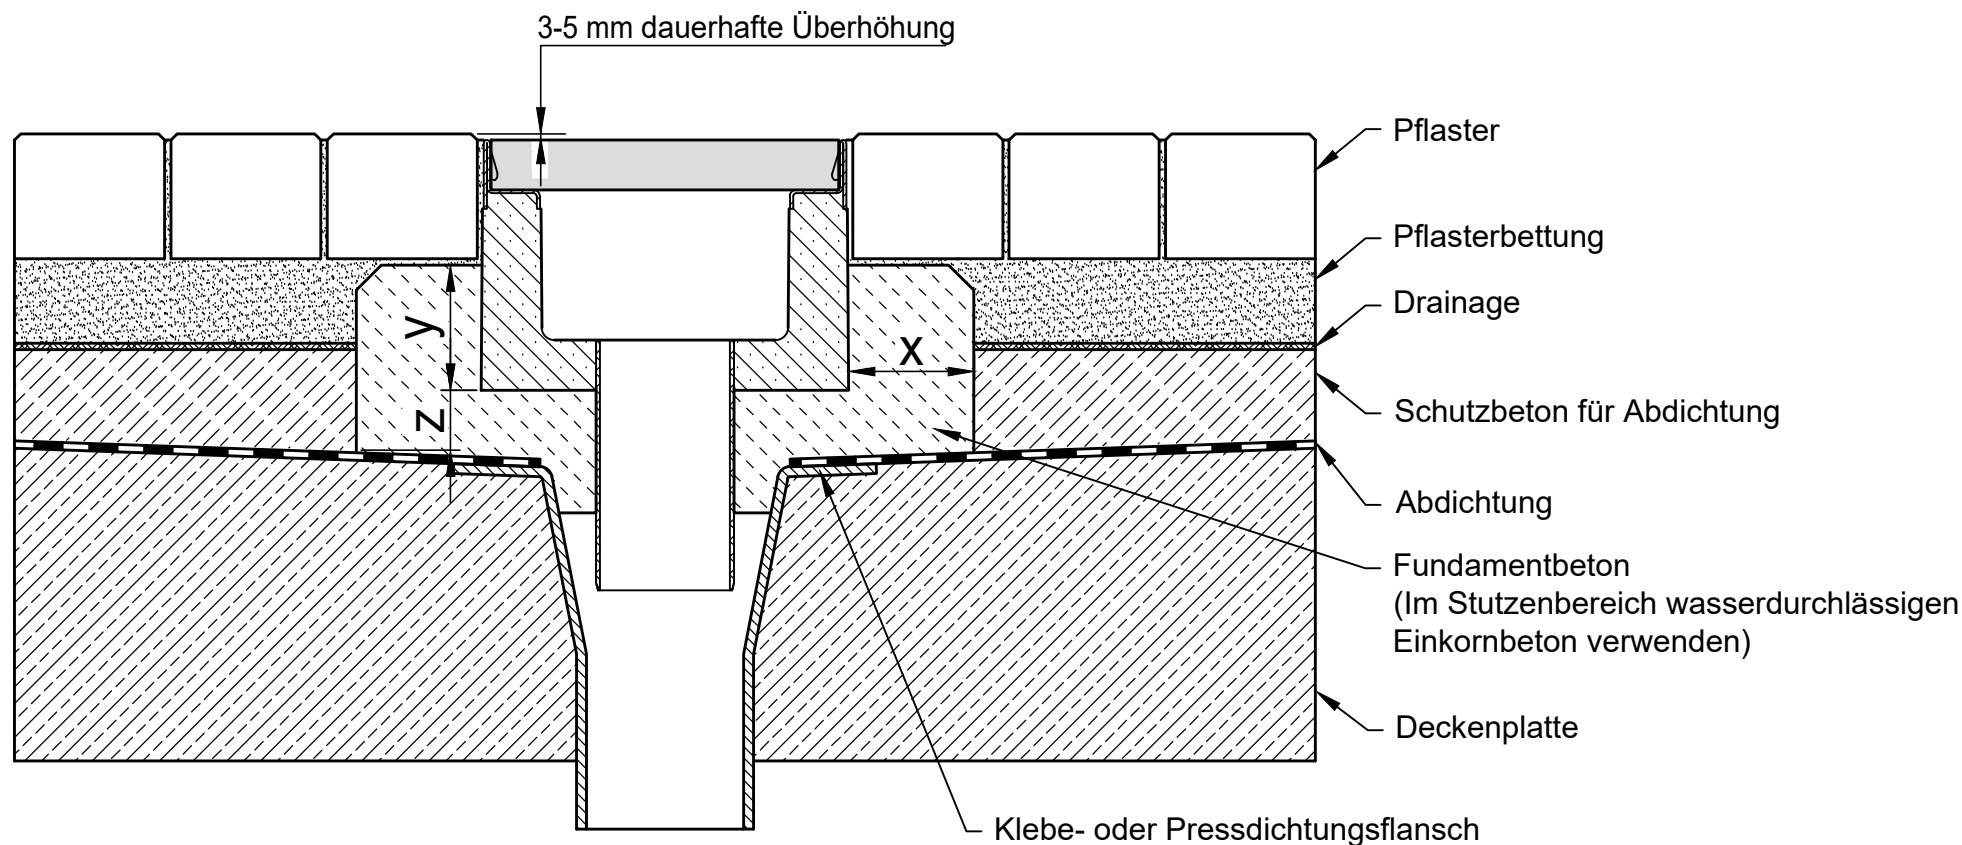 3-5 mm dauerhafte Überhöhung
Pflaster
Pflasterbettung
Drainage
y
x
z
Schutzbeton für Abdichtung
Abdichtung
Fundamentbeton
(Im Stutzenbereich wasserdurchlässigen
Einkornbeton verwenden)
Deckenplatte
Klebe- oder Pressdichtungsflansch